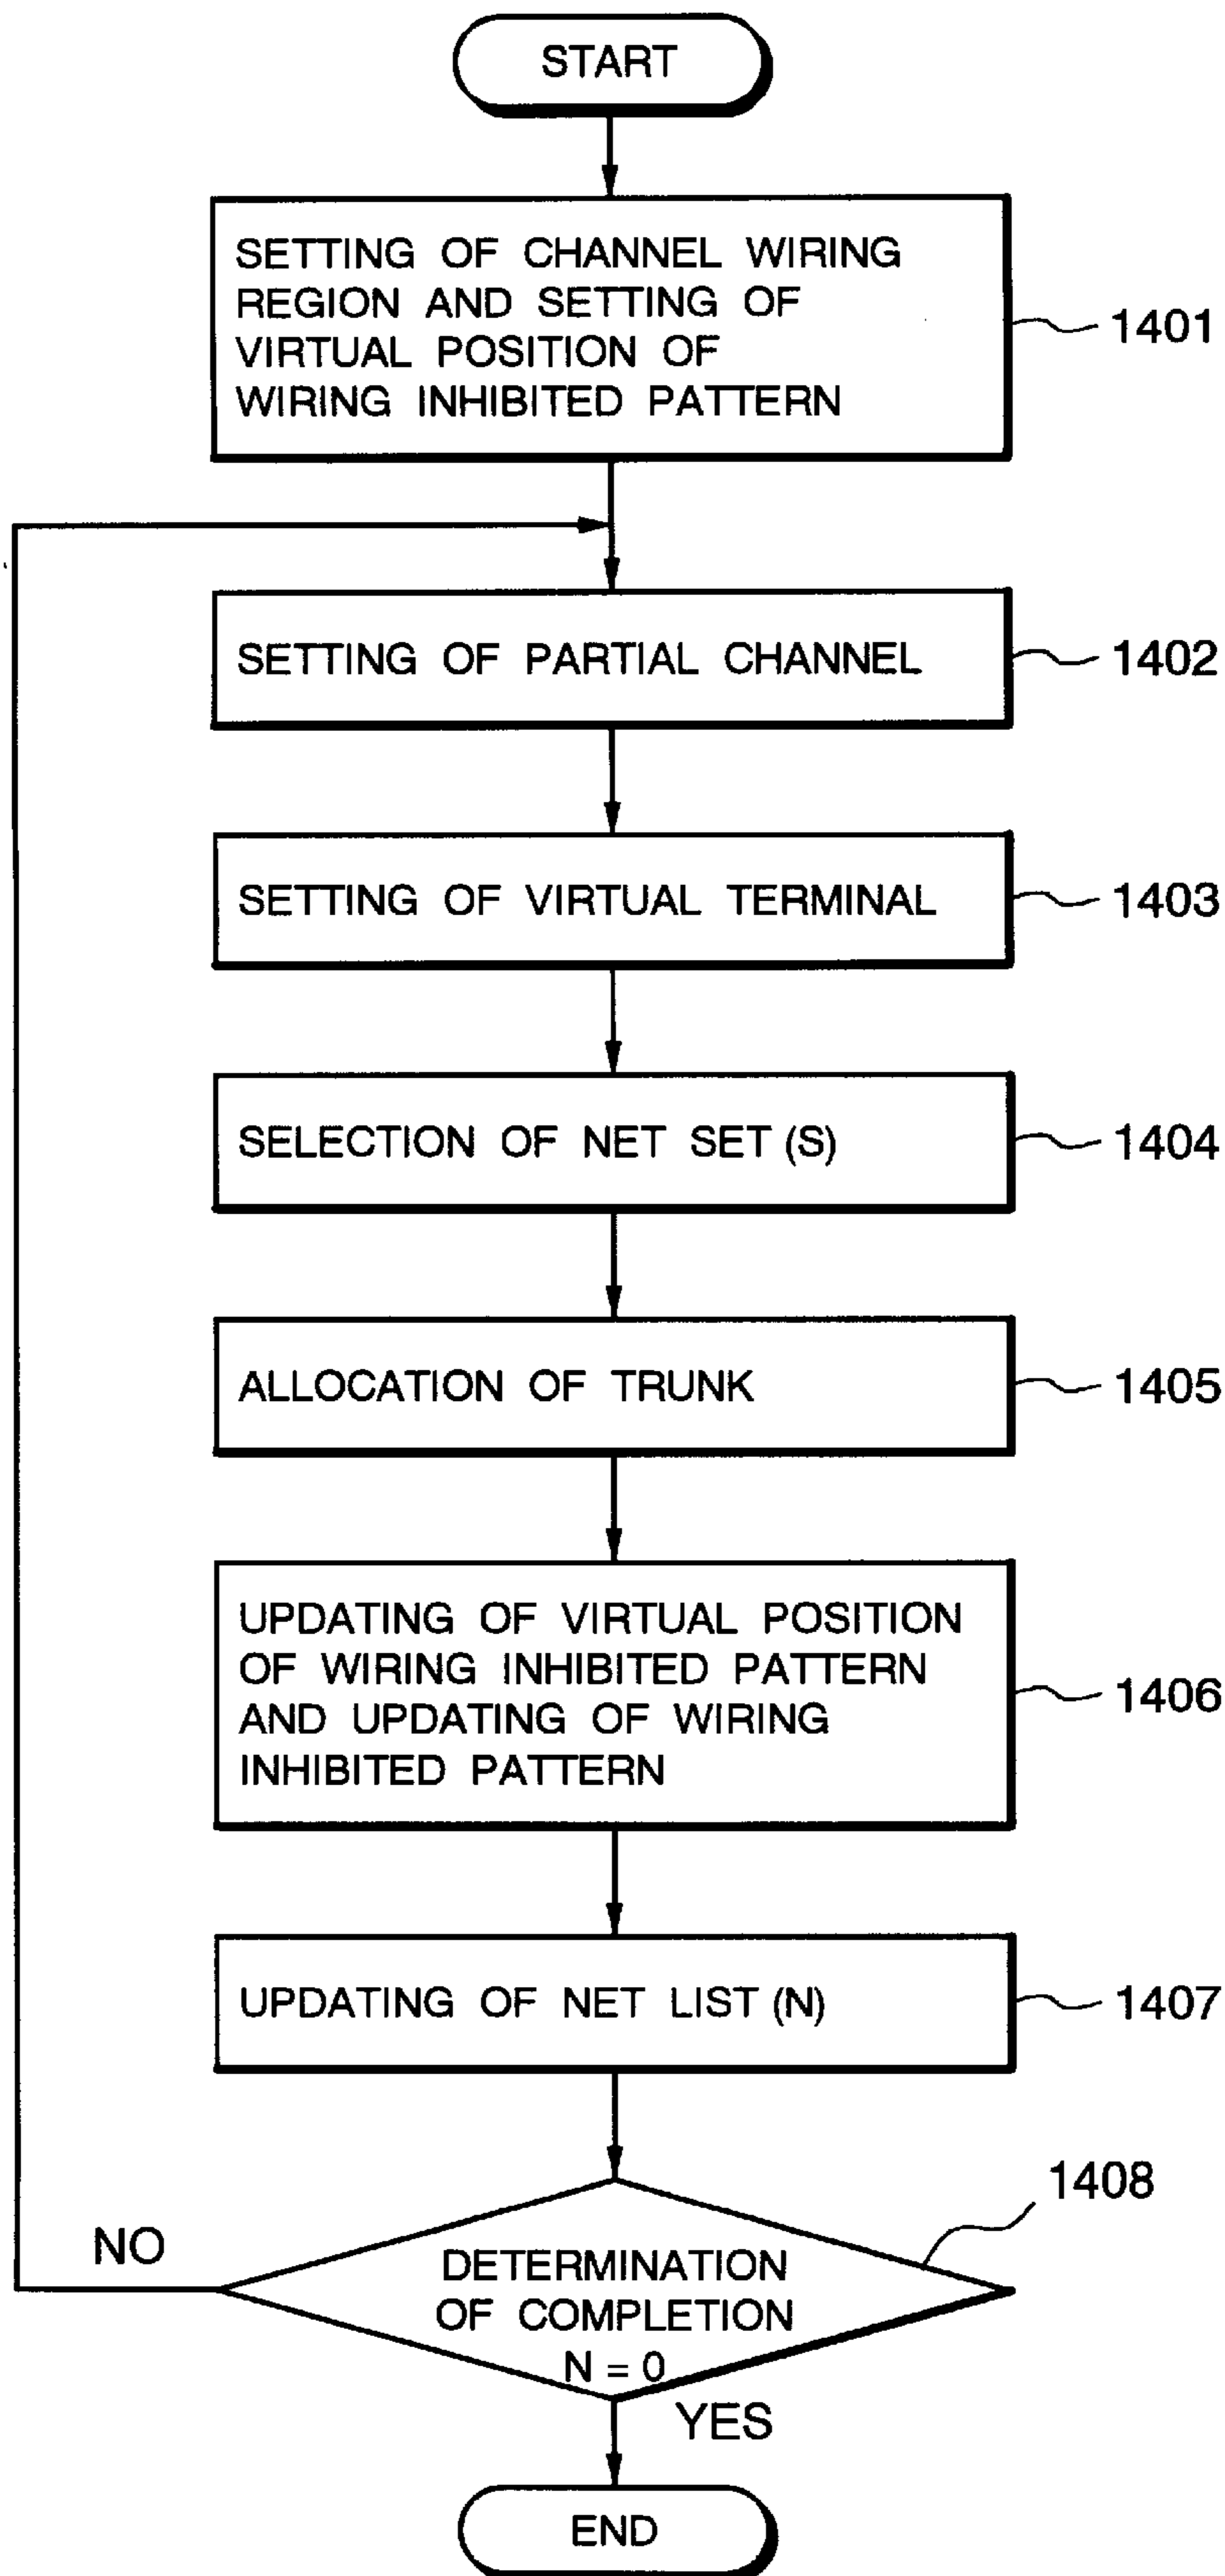 START
SETTING OF CHANNEL WIRING
REGION AND SETTING OF
VIRTUAL POSITION OF
WIRING INHIBITED PATTERN
1401
SETTING OF PARTIAL CHANNEL
1402
SETTING OF VIRTUAL TERMINAL
1403
SELECTION OF NET SET (S)
1404
ALLOCATION OF TRUNK
1405
UPDATING OF VIRTUAL POSITION
OF WIRING INHIBITED PATTERN
AND UPDATING OF WIRING
INHIBITED PATTERN
1406
UPDATING OF NET LIST (N)
1407
1408
NO
DETERMINATION
OF COMPLETION
N = 0
YES
END